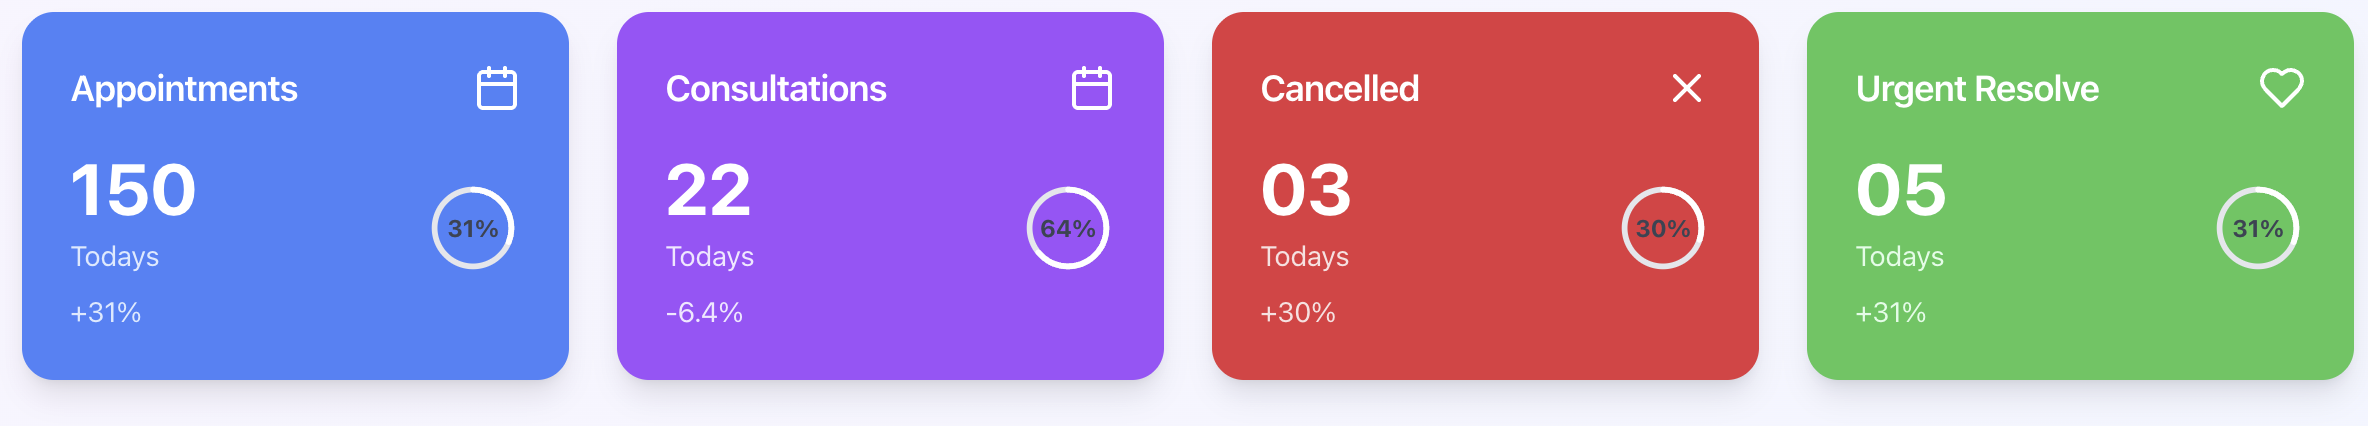 Appointments
150
Todays
+31%
31%
Consultations
22
Todays
-6.4%
64%
Cancelled
03
Todays
+30%
30%
Urgent Resolve
05
Todays
+31%
31%